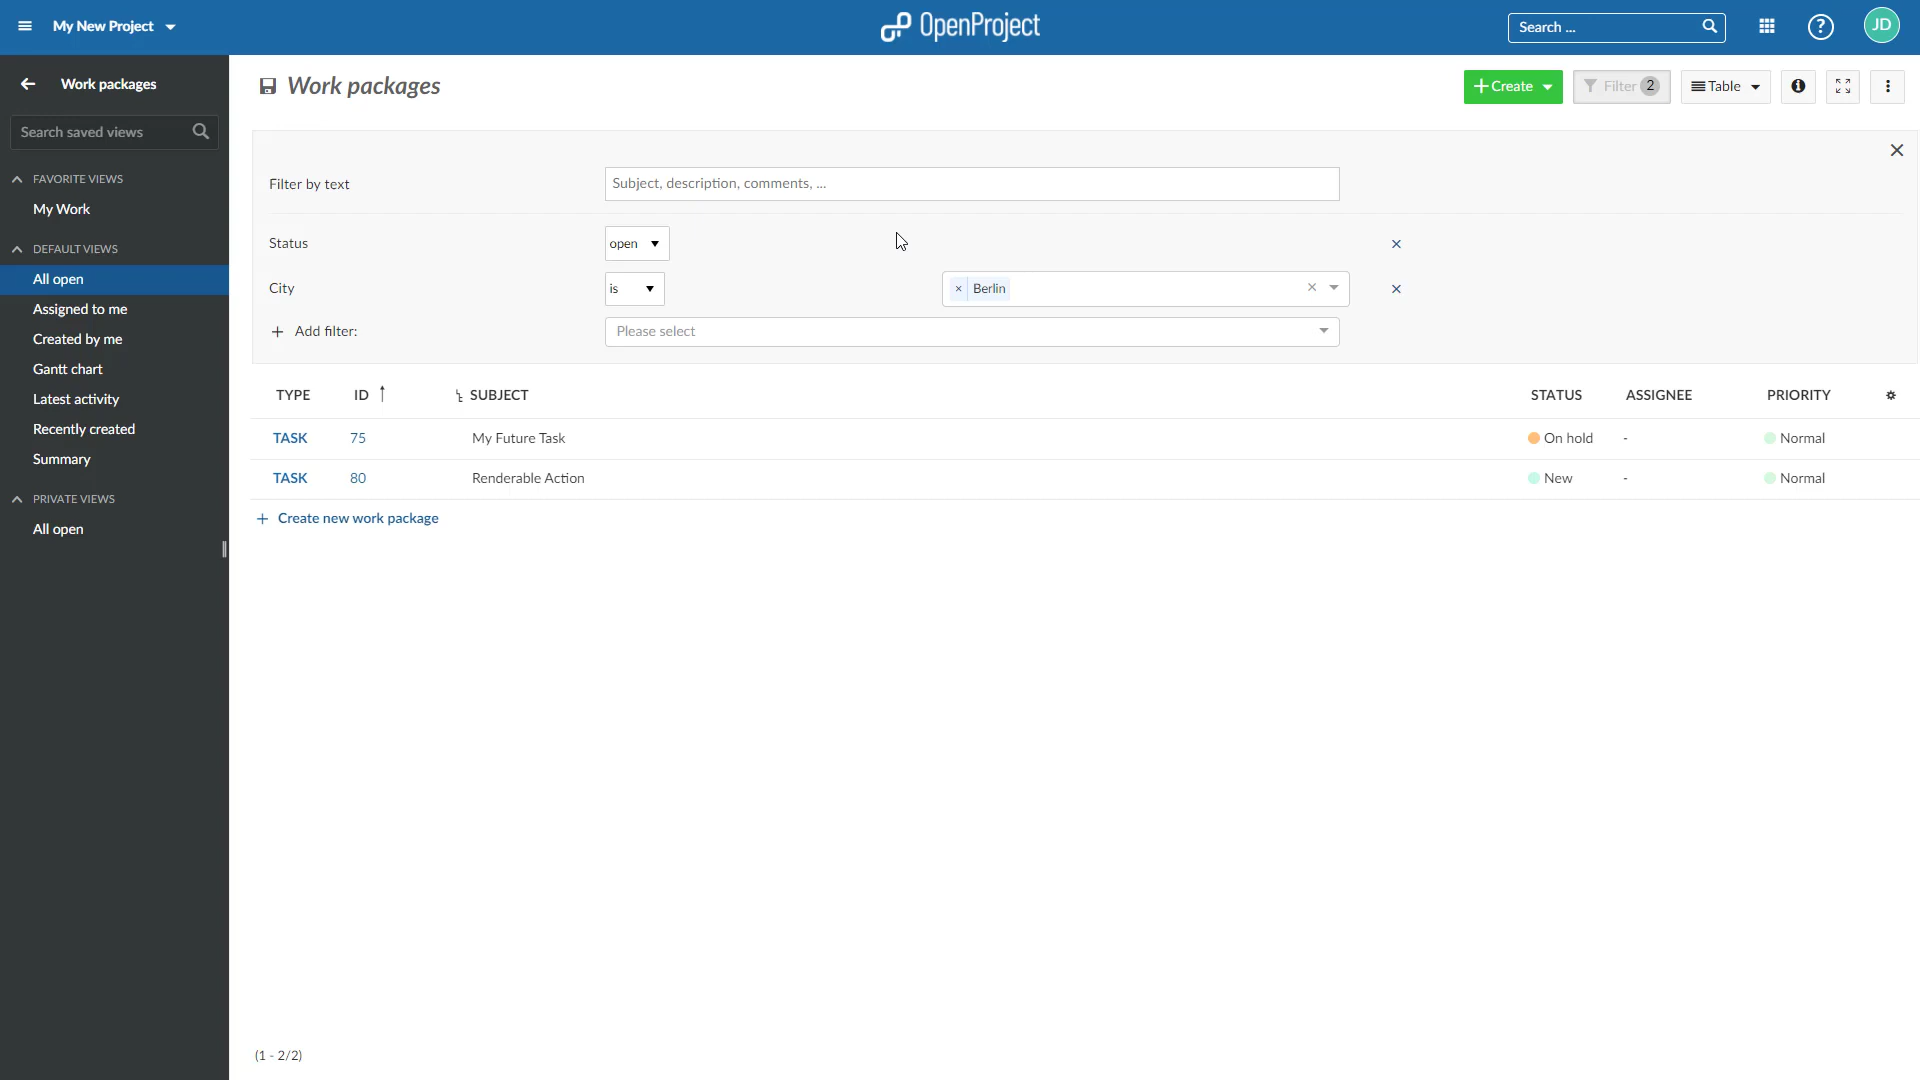 My New Project
OpenProject
Search ...
?
JD
Work packages
Search saved views
FAVORITE VIEWS
My Work
DEFAULT VIEWS
All open
Assigned to me
Created by me
Gantt chart
Latest activity
Recently created
Summary
PRIVATE VIEWS
All open
Work packages
+ Create
Filter 2
Table
Filter by text
Subject, description, comments, ...
Status
open
City
is
× Berlin
+ Add filter:
Please select
TYPE ID SUBJECT STATUS ASSIGNEE PRIORITY
TASK 75 My Future Task On hold - Normal
TASK 80 Renderable Action New - Normal
+ Create new work package
(1 - 2/2)